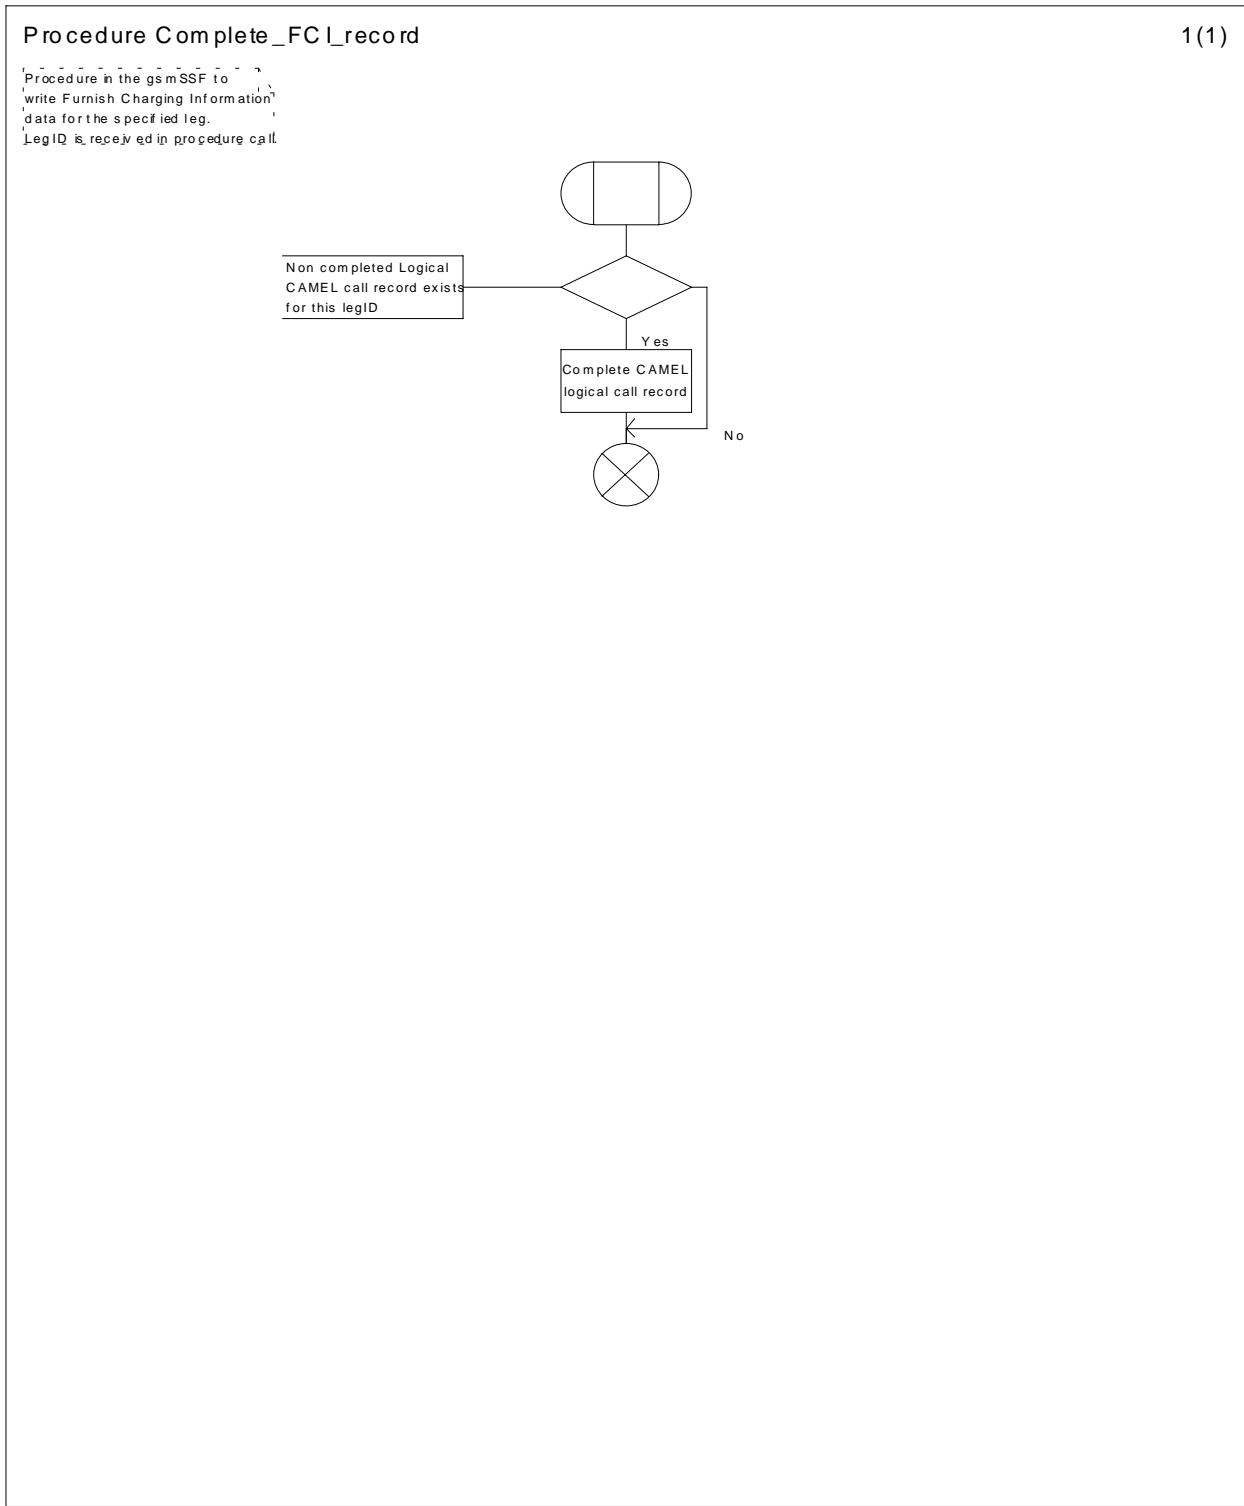 Procedure Complete_FCI_record
1(1)
Procedure in the gsmSSF to
write Furnish Charging Information
data for the specified leg.
LegID is received in procedure call.
Non completed Logical
CAMEL call record exists
for this legID
Yes
Complete CAMEL
logical call record
No